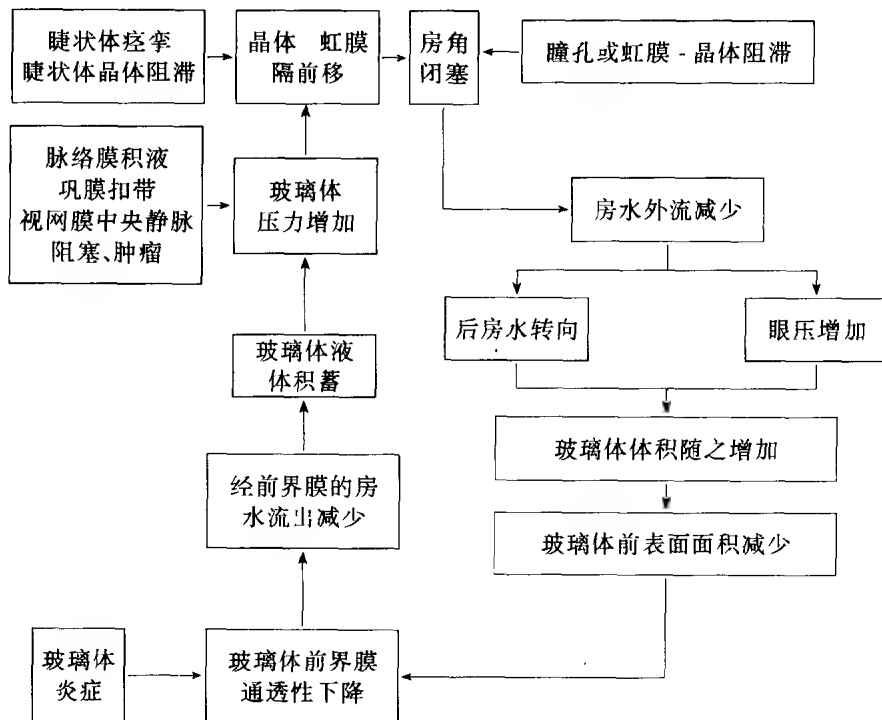 睫状体痉挛
睫状体晶体阻滞
晶体 虹膜
隔前移
房角
闭塞
瞳孔或虹膜-晶体阻滞
脉络膜积液
巩膜扣带
视网膜中央静脉
阻塞、肿瘤
玻璃体
压力增加
房水外流减少
后房水转向
眼压增加
玻璃体液
体积蓄
玻璃体体积随之增加
经前界膜的房
水流出减少
玻璃体前表面面积减少
玻璃体
炎症
玻璃体前界膜
通透性下降